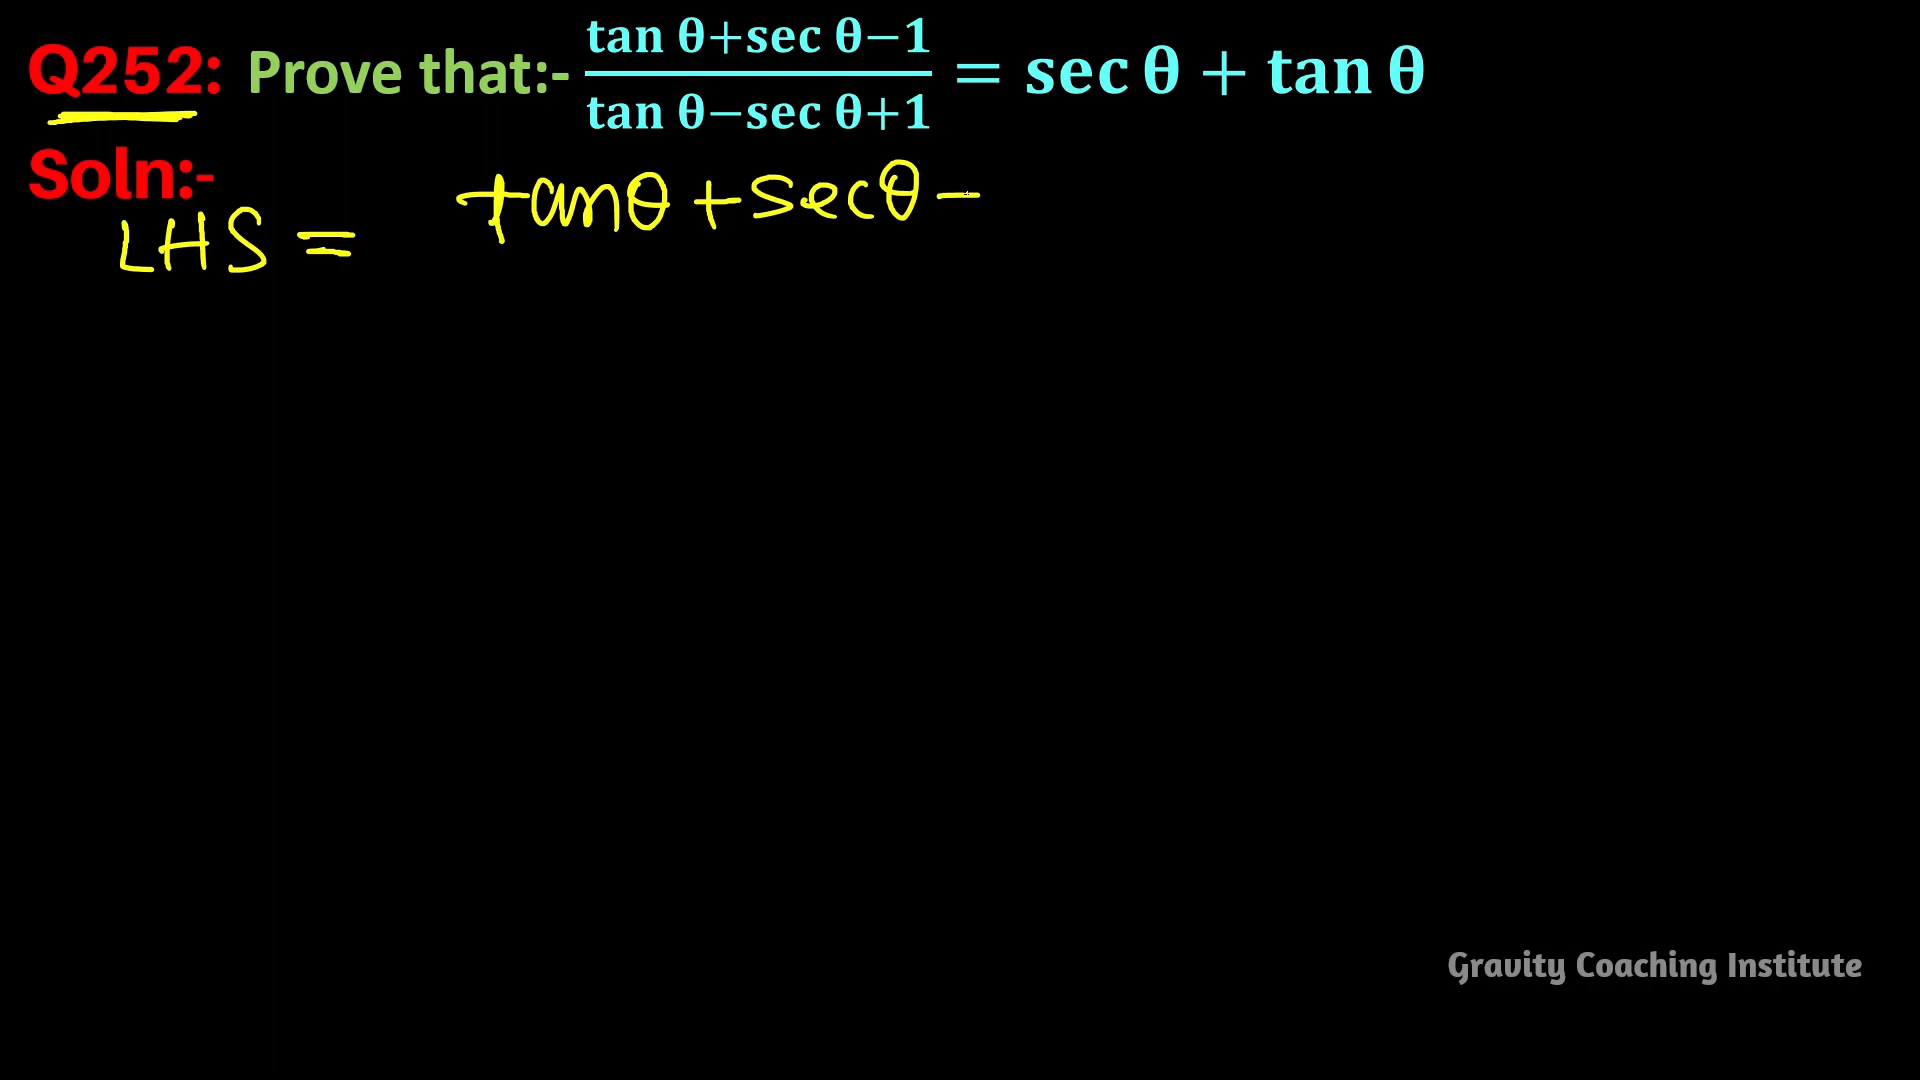 Q252: Prove that:- (tan θ+sec θ−1)/(tan θ−sec θ+1) = sec θ + tan θ
Soln:-
LHS = tanθ + secθ -
Gravity Coaching Institute